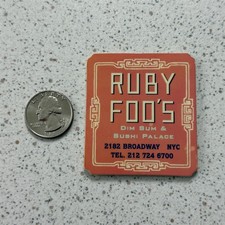 RUBY
FOO'S
DIM SUM &
SUSHI PALACE
2182 BROADWAY NYC
TEL. 212 724 6700